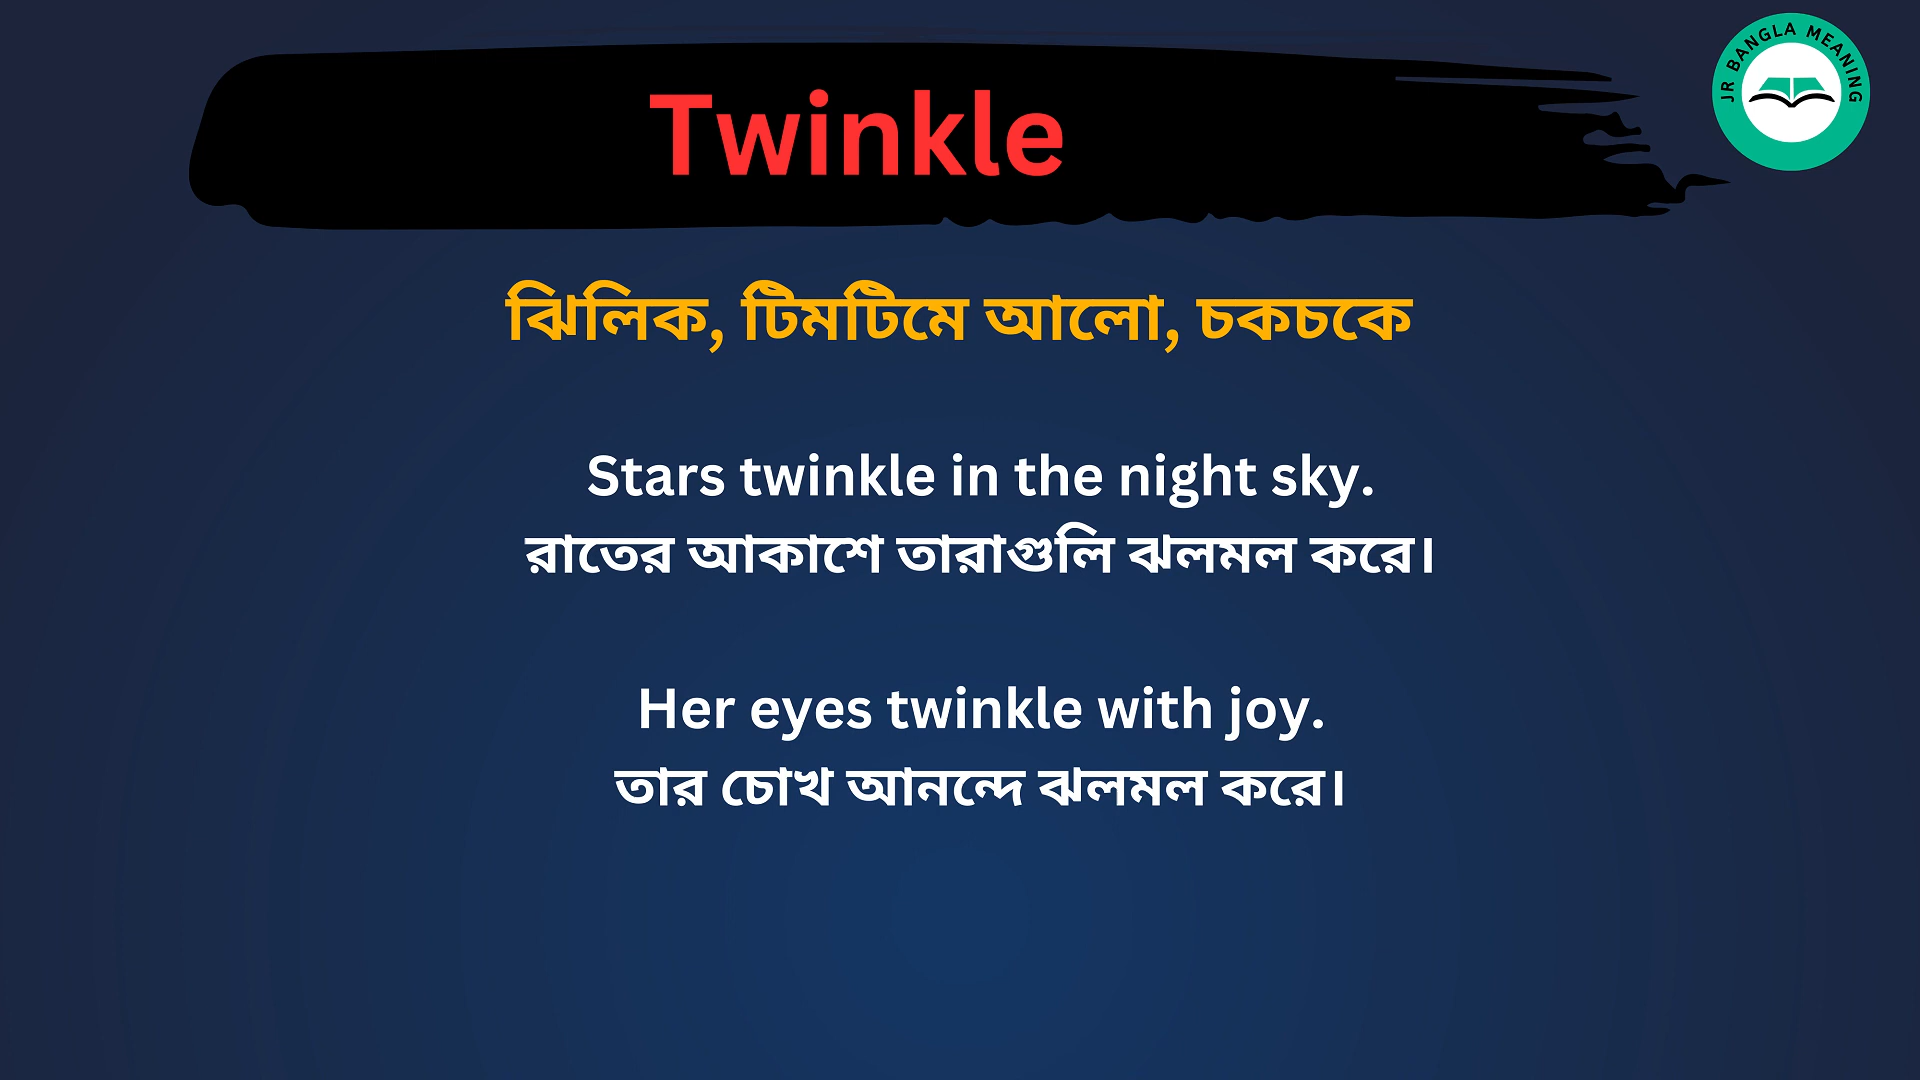 Twinkle
JR BANGLA MEANING
ঝিলিক, টিমটিমে আলো, চকচকে
Stars twinkle in the night sky.
রাতের আকাশে তারাগুলি ঝলমল করে।
Her eyes twinkle with joy.
তার চোখ আনন্দে ঝলমল করে।